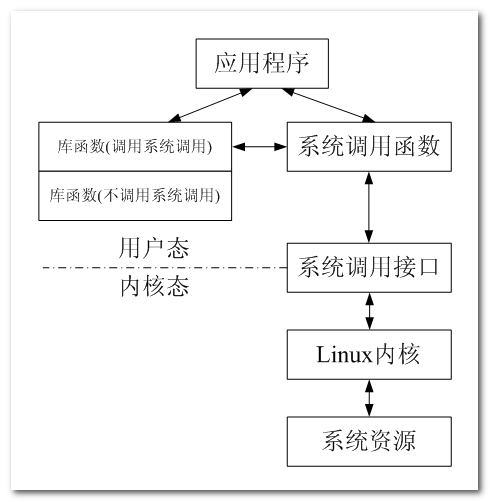 应用程序
库函数(调用系统调用)
系统调用函数
库函数(不调用系统调用)
用户态
系统调用接口
内核态
Linux内核
系统资源